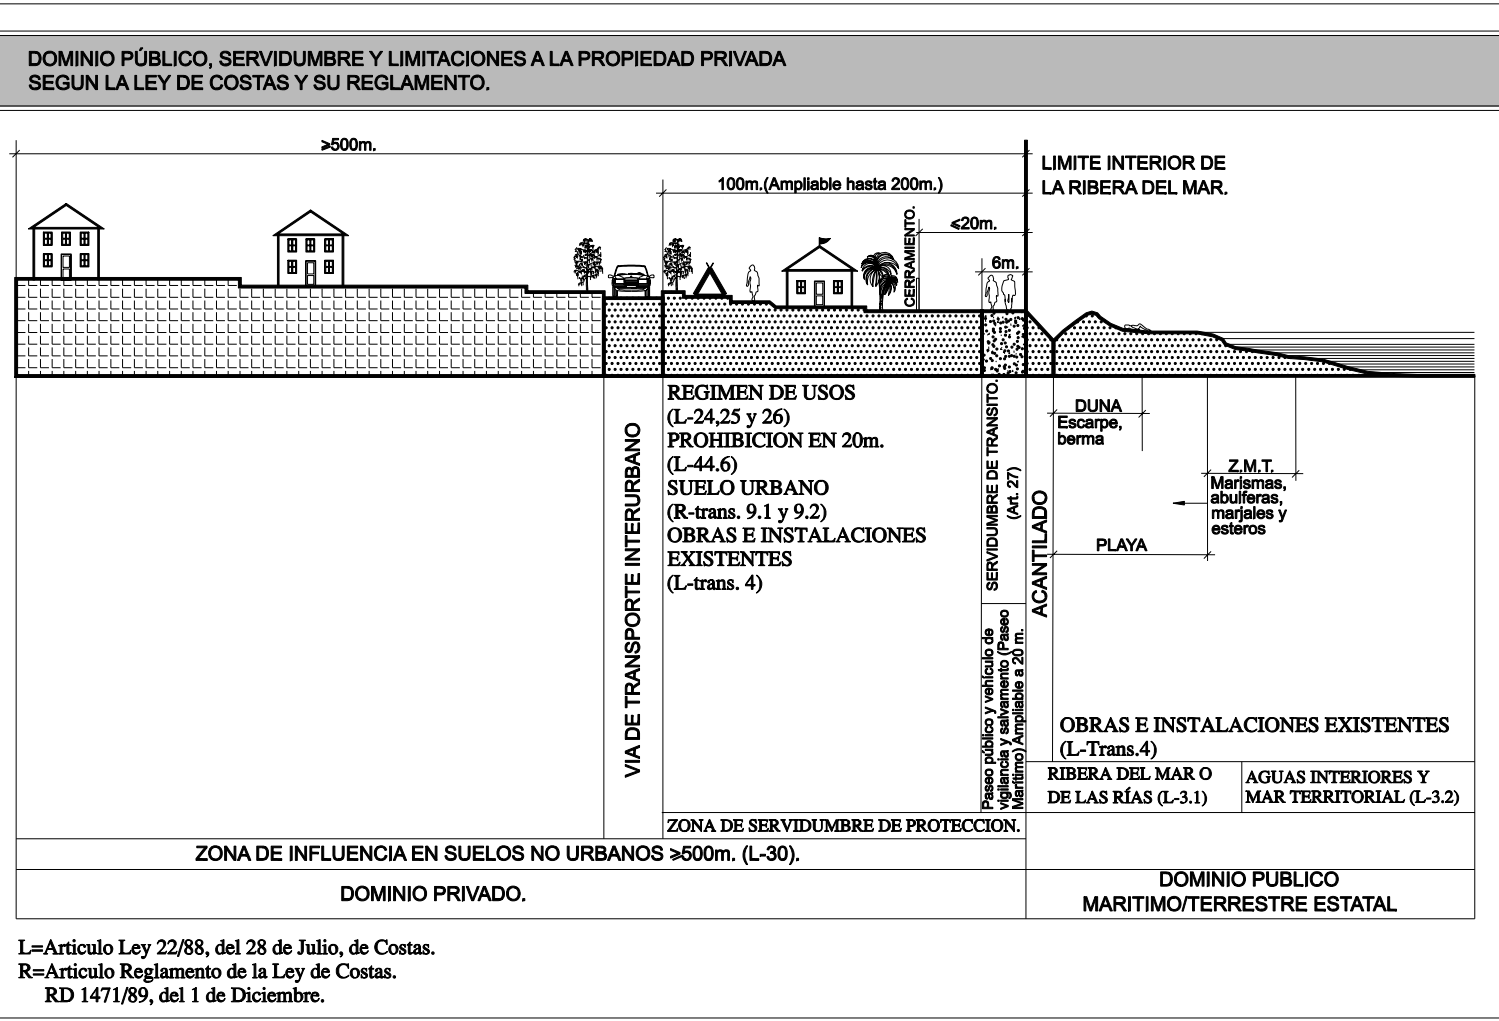 DOMINIO PÚBLICO, SERVIDUMBRE Y LIMITACIONES A LA PROPIEDAD PRIVADA
SEGUN LA LEY DE COSTAS Y SU REGLAMENTO.
≥500m.
LIMITE INTERIOR DE
LA RIBERA DEL MAR.
100m.(Ampliable hasta 200m.)
CERRAMIENTO.
≤20m.
6m.
REGIMEN DE USOS
(L-24,25 y 26)
PROHIBICION EN 20m.
(L-44.6)
SUELO URBANO
(R-trans. 9.1 y 9.2)
OBRAS E INSTALACIONES
EXISTENTES
(L-trans. 4)
VIA DE TRANSPORTE INTERURBANO
SERVIDUMBRE DE TRANSITO.
(Art. 27)
Paseo público y vehículo de
vigilancia y salvamento (Paseo
Marítimo) Ampliable a 20 m.
ACANTILADO
DUNA
Escarpe,
berma
Z.M.T.
Marismas,
abulferas,
marjales y
esteros
PLAYA
OBRAS E INSTALACIONES EXISTENTES
(L-Trans.4)
RIBERA DEL MAR O
DE LAS RÍAS (L-3.1)
AGUAS INTERIORES Y
MAR TERRITORIAL (L-3.2)
ZONA DE SERVIDUMBRE DE PROTECCION.
ZONA DE INFLUENCIA EN SUELOS NO URBANOS ≥500m. (L-30).
DOMINIO PRIVADO.
DOMINIO PUBLICO
MARITIMO/TERRESTRE ESTATAL
L=Articulo Ley 22/88, del 28 de Julio, de Costas.
R=Articulo Reglamento de la Ley de Costas.
RD 1471/89, del 1 de Diciembre.